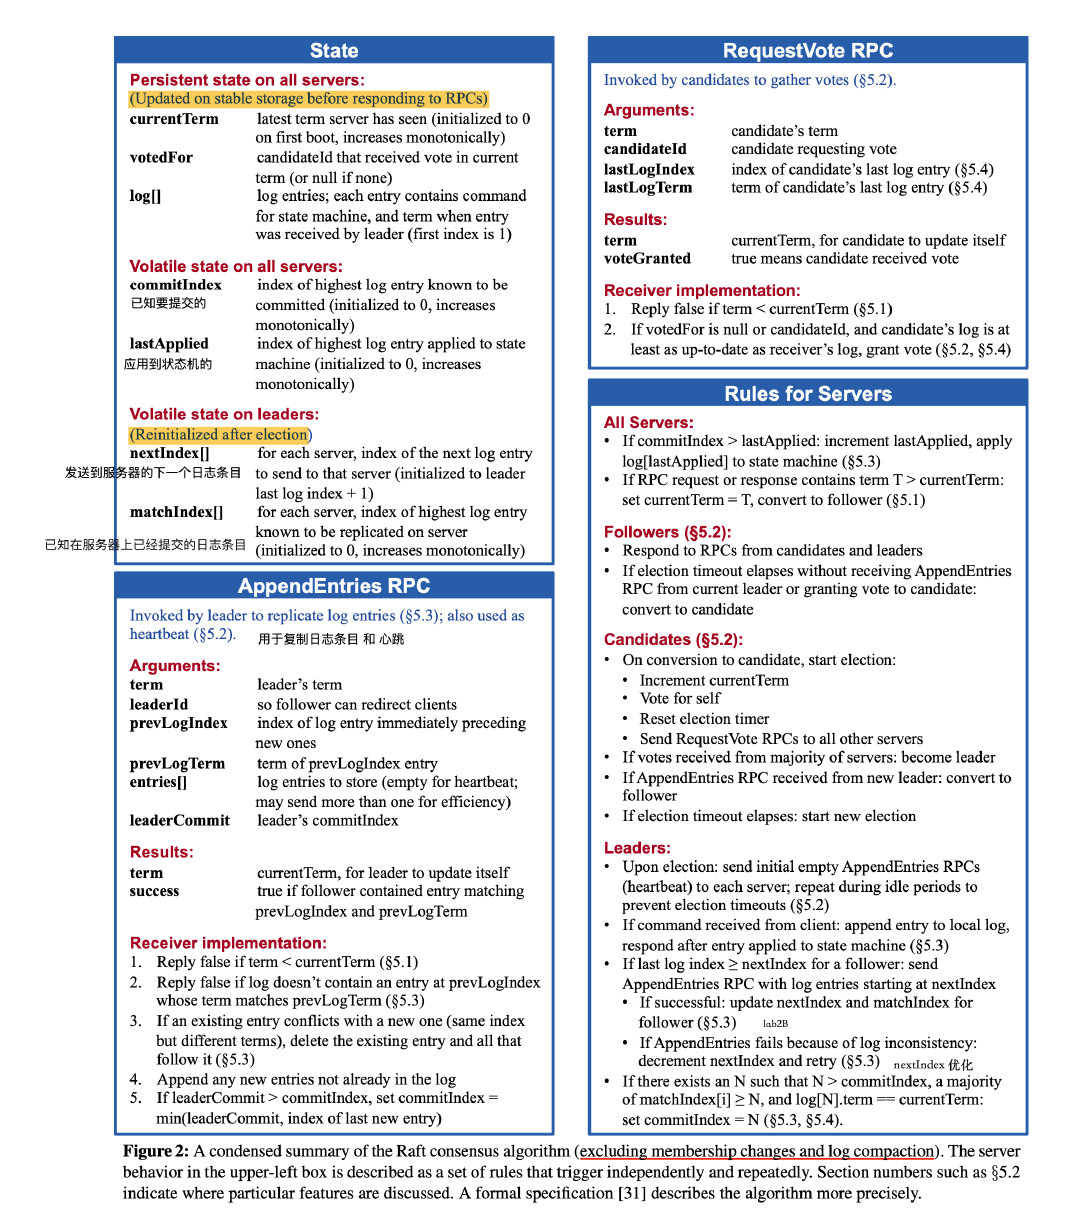 State
Persistent state on all servers:
(Updated on stable storage before responding to RPCs)
currentTerm latest term server has seen (initialized to 0
on first boot, increases monotonically)
votedFor candidateId that received vote in current
term (or null if none)
log[] log entries; each entry contains command
for state machine, and term when entry
was received by leader (first index is 1)
Volatile state on all servers:
commitIndex index of highest log entry known to be
已知要提交的 committed (initialized to 0, increases
monotonically)
lastApplied index of highest log entry applied to state
应用到状态机的 machine (initialized to 0, increases
monotonically)
Volatile state on leaders:
(Reinitialized after election)
nextIndex[] for each server, index of the next log entry
发送到服务器的下一个日志条目 to send to that server (initialized to leader
last log index + 1)
matchIndex[] for each server, index of highest log entry
known to be replicated on server
已知在服务器上已经提交的日志条目 (initialized to 0, increases monotonically)
AppendEntries RPC
Invoked by leader to replicate log entries (§5.3); also used as
heartbeat (§5.2). 用于复制日志条目 和 心跳
Arguments:
term leader's term
leaderId so follower can redirect clients
prevLogIndex index of log entry immediately preceding
new ones
prevLogTerm term of prevLogIndex entry
entries[] log entries to store (empty for heartbeat;
may send more than one for efficiency)
leaderCommit leader's commitIndex
Results:
term currentTerm, for leader to update itself
success true if follower contained entry matching
prevLogIndex and prevLogTerm
Receiver implementation:
1. Reply false if term < currentTerm (§5.1)
2. Reply false if log doesn't contain an entry at prevLogIndex
whose term matches prevLogTerm (§5.3)
3. If an existing entry conflicts with a new one (same index
but different terms), delete the existing entry and all that
follow it (§5.3)
4. Append any new entries not already in the log
5. If leaderCommit > commitIndex, set commitIndex =
min(leaderCommit, index of last new entry)
RequestVote RPC
Invoked by candidates to gather votes (§5.2).
Arguments:
term candidate's term
candidateId candidate requesting vote
lastLogIndex index of candidate's last log entry (§5.4)
lastLogTerm term of candidate's last log entry (§5.4)
Results:
term currentTerm, for candidate to update itself
voteGranted true means candidate received vote
Receiver implementation:
1. Reply false if term < currentTerm (§5.1)
2. If votedFor is null or candidateId, and candidate's log is at
least as up-to-date as receiver's log, grant vote (§5.2, §5.4)
Rules for Servers
All Servers:
• If commitIndex > lastApplied: increment lastApplied, apply
log[lastApplied] to state machine (§5.3)
• If RPC request or response contains term T > currentTerm:
set currentTerm = T, convert to follower (§5.1)
Followers (§5.2):
• Respond to RPCs from candidates and leaders
• If election timeout elapses without receiving AppendEntries
RPC from current leader or granting vote to candidate:
convert to candidate
Candidates (§5.2):
• On conversion to candidate, start election:
• Increment currentTerm
• Vote for self
• Reset election timer
• Send RequestVote RPCs to all other servers
• If votes received from majority of servers: become leader
• If AppendEntries RPC received from new leader: convert to
follower
• If election timeout elapses: start new election
Leaders:
• Upon election: send initial empty AppendEntries RPCs
(heartbeat) to each server; repeat during idle periods to
prevent election timeouts (§5.2)
• If command received from client: append entry to local log,
respond after entry applied to state machine (§5.3)
• If last log index ≥ nextIndex for a follower: send
AppendEntries RPC with log entries starting at nextIndex
• If successful: update nextIndex and matchIndex for
follower (§5.3) lab2B
• If AppendEntries fails because of log inconsistency:
decrement nextIndex and retry (§5.3) nextIndex 优化
• If there exists an N such that N > commitIndex, a majority
of matchIndex[i] ≥ N, and log[N].term == currentTerm:
set commitIndex = N (§5.3, §5.4).
Figure 2: A condensed summary of the Raft consensus algorithm (excluding membership changes and log compaction). The server
behavior in the upper-left box is described as a set of rules that trigger independently and repeatedly. Section numbers such as §5.2
indicate where particular features are discussed. A formal specification [31] describes the algorithm more precisely.